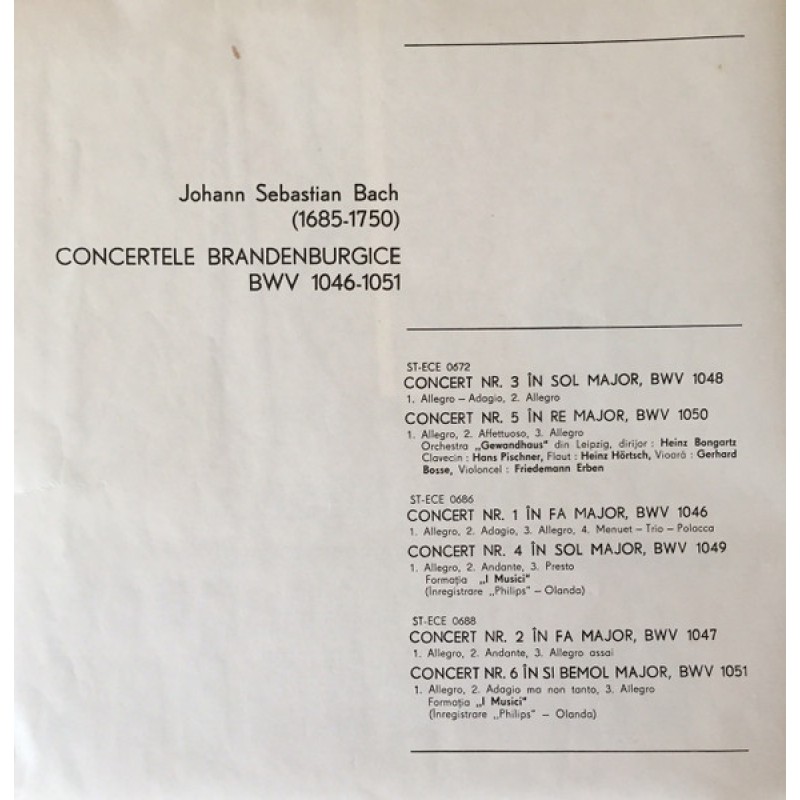 Johann Sebastian Bach
(1685-1750)
CONCERTELE BRANDENBURGICE
BWV 1046-1051
ST-ECE 0672
CONCERT NR. 3 ÎN SOL MAJOR, BWV 1048
1. Allegro – Adagio, 2. Allegro
CONCERT NR. 5 ÎN RE MAJOR, BWV 1050
1. Allegro, 2. Affettuoso, 3. Allegro
Orchestra „Gewandhaus" din Leipzig, dirijor : Heinz Bongartz
Clavecin : Hans Pischner, Flaut : Heinz Hörtsch, Vioară : Gerhard
Bosse, Violoncel : Friedemann Erben
ST-ECE 0686
CONCERT NR. 1 ÎN FA MAJOR, BWV 1046
1. Allegro, 2. Adagio, 3. Allegro, 4. Menuet – Trio – Polacca
CONCERT NR. 4 ÎN SOL MAJOR, BWV 1049
1. Allegro, 2. Andante, 3. Presto
Formația „I Musici"
(Înregistrare „Philips" – Olanda)
ST-ECE 0688
CONCERT NR. 2 ÎN FA MAJOR, BWV 1047
1. Allegro, 2. Andante, 3. Allegro assai
CONCERT NR. 6 ÎN SI BEMOL MAJOR, BWV 1051
1. Allegro, 2. Adagio ma non tanto, 3. Allegro
Formația „I Musici"
(Înregistrare „Philips" – Olanda)